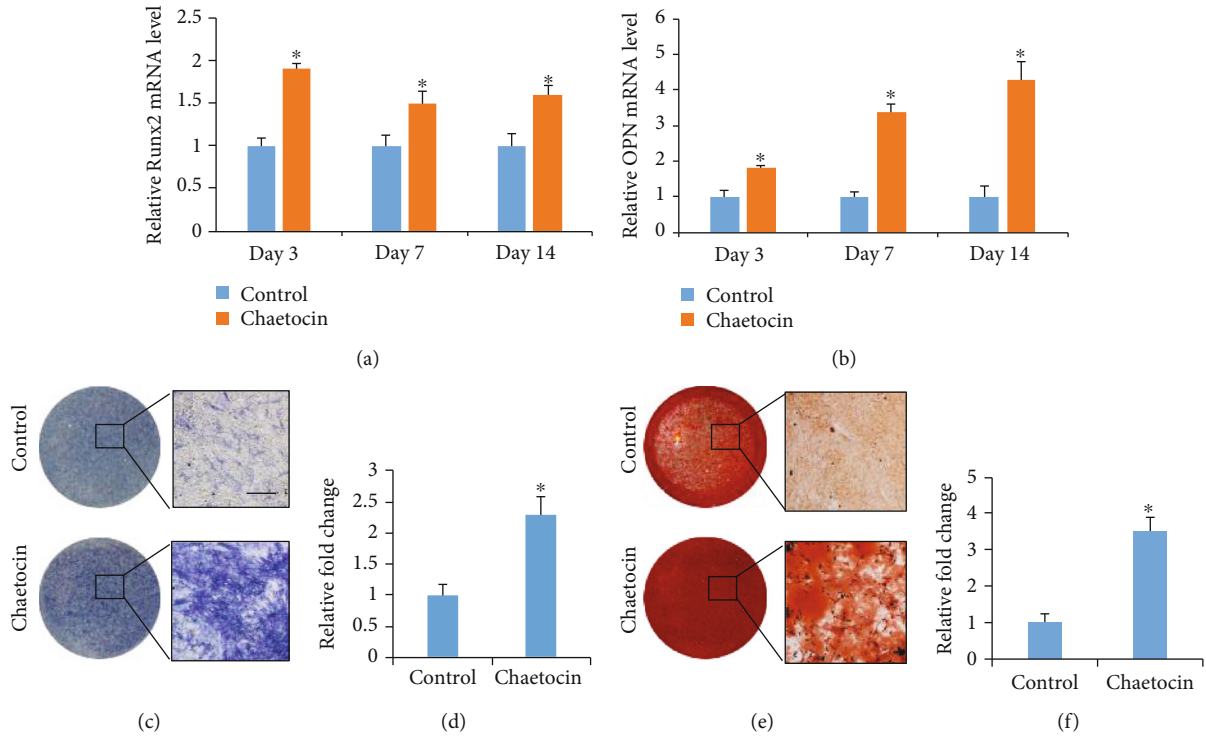 Relative Runx2 mRNA level
2.5
2
1.5
1
0.5
0
* * *
Day 3 Day 7 Day 14
Control
Chaetocin
(a)
Relative OPN mRNA level
6
5
4
3
2
1
0
* * *
Day 3 Day 7 Day 14
Control
Chaetocin
(b)
Control
Chaetocin
(c)
Relative fold change
3
2.5
2
1.5
1
0.5
0
*
Control Chaetocin
(d)
Control
Chaetocin
(e)
Relative fold change
5
4
3
2
1
0
*
Control Chaetocin
(f)